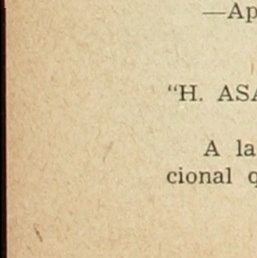 —Ap
“H. ASA
A la
cional q